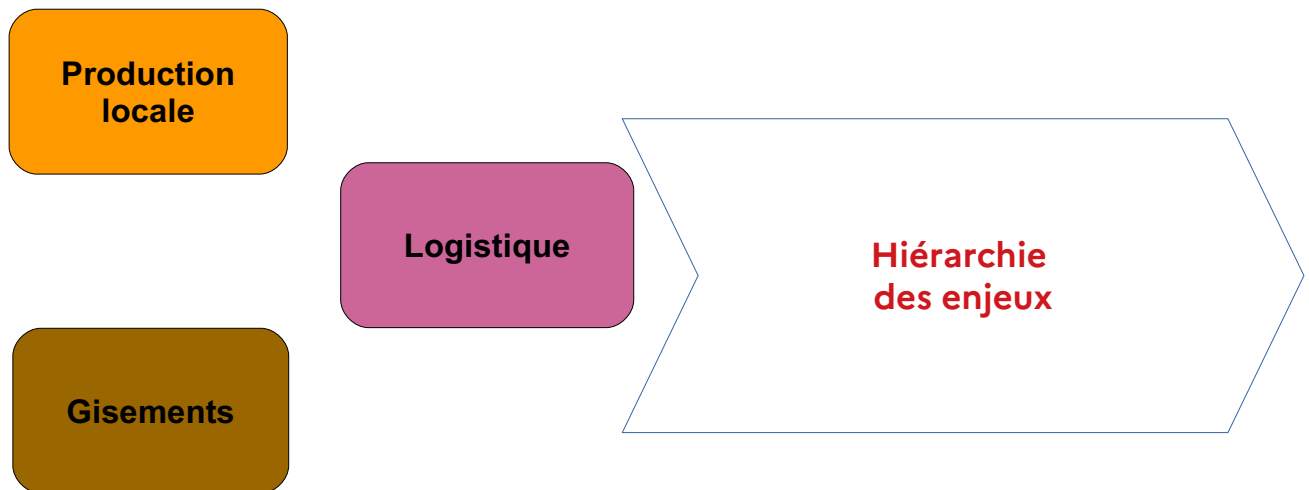 Production
locale
Logistique
Hiérarchie
des enjeux
Gisements